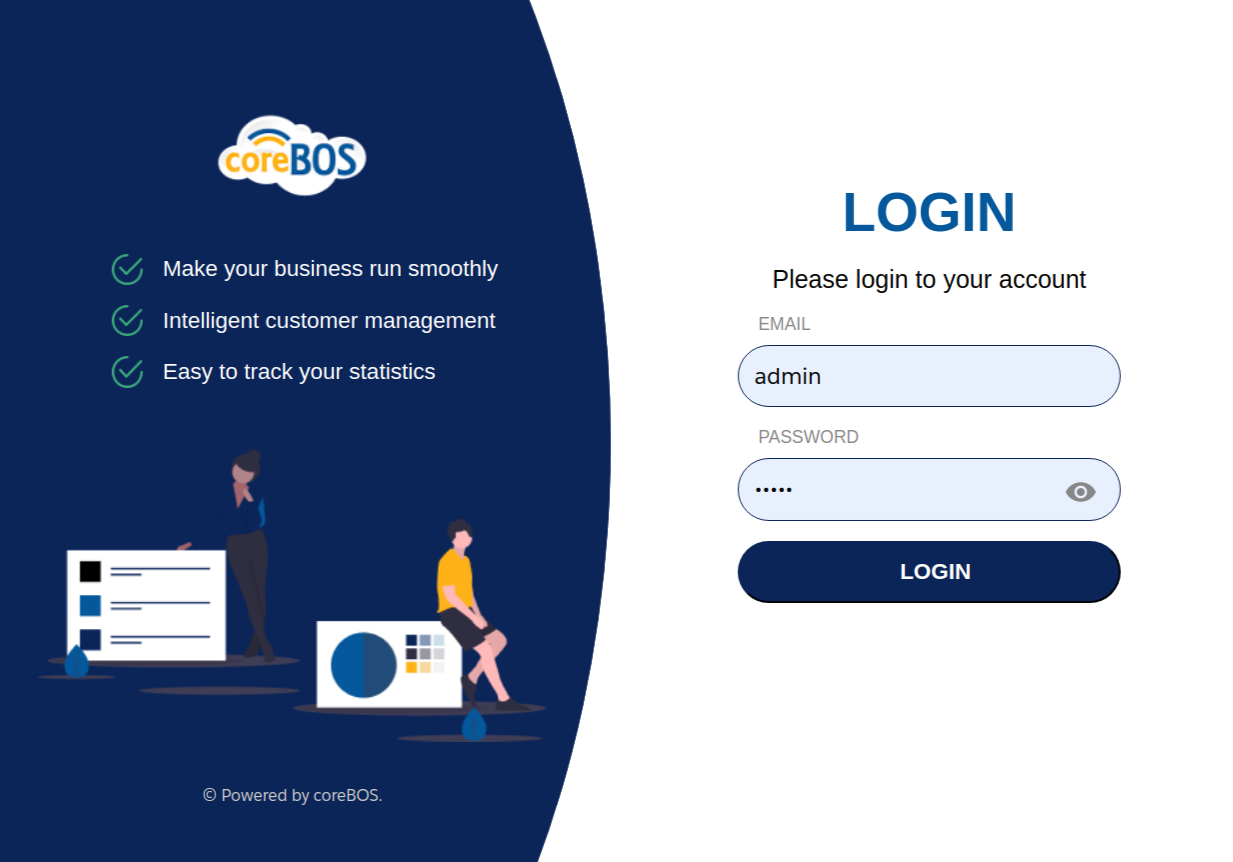 coreBOS
Make your business run smoothly
Intelligent customer management
Easy to track your statistics
© Powered by coreBOS.
LOGIN
Please login to your account
EMAIL
admin
PASSWORD
•••••
LOGIN